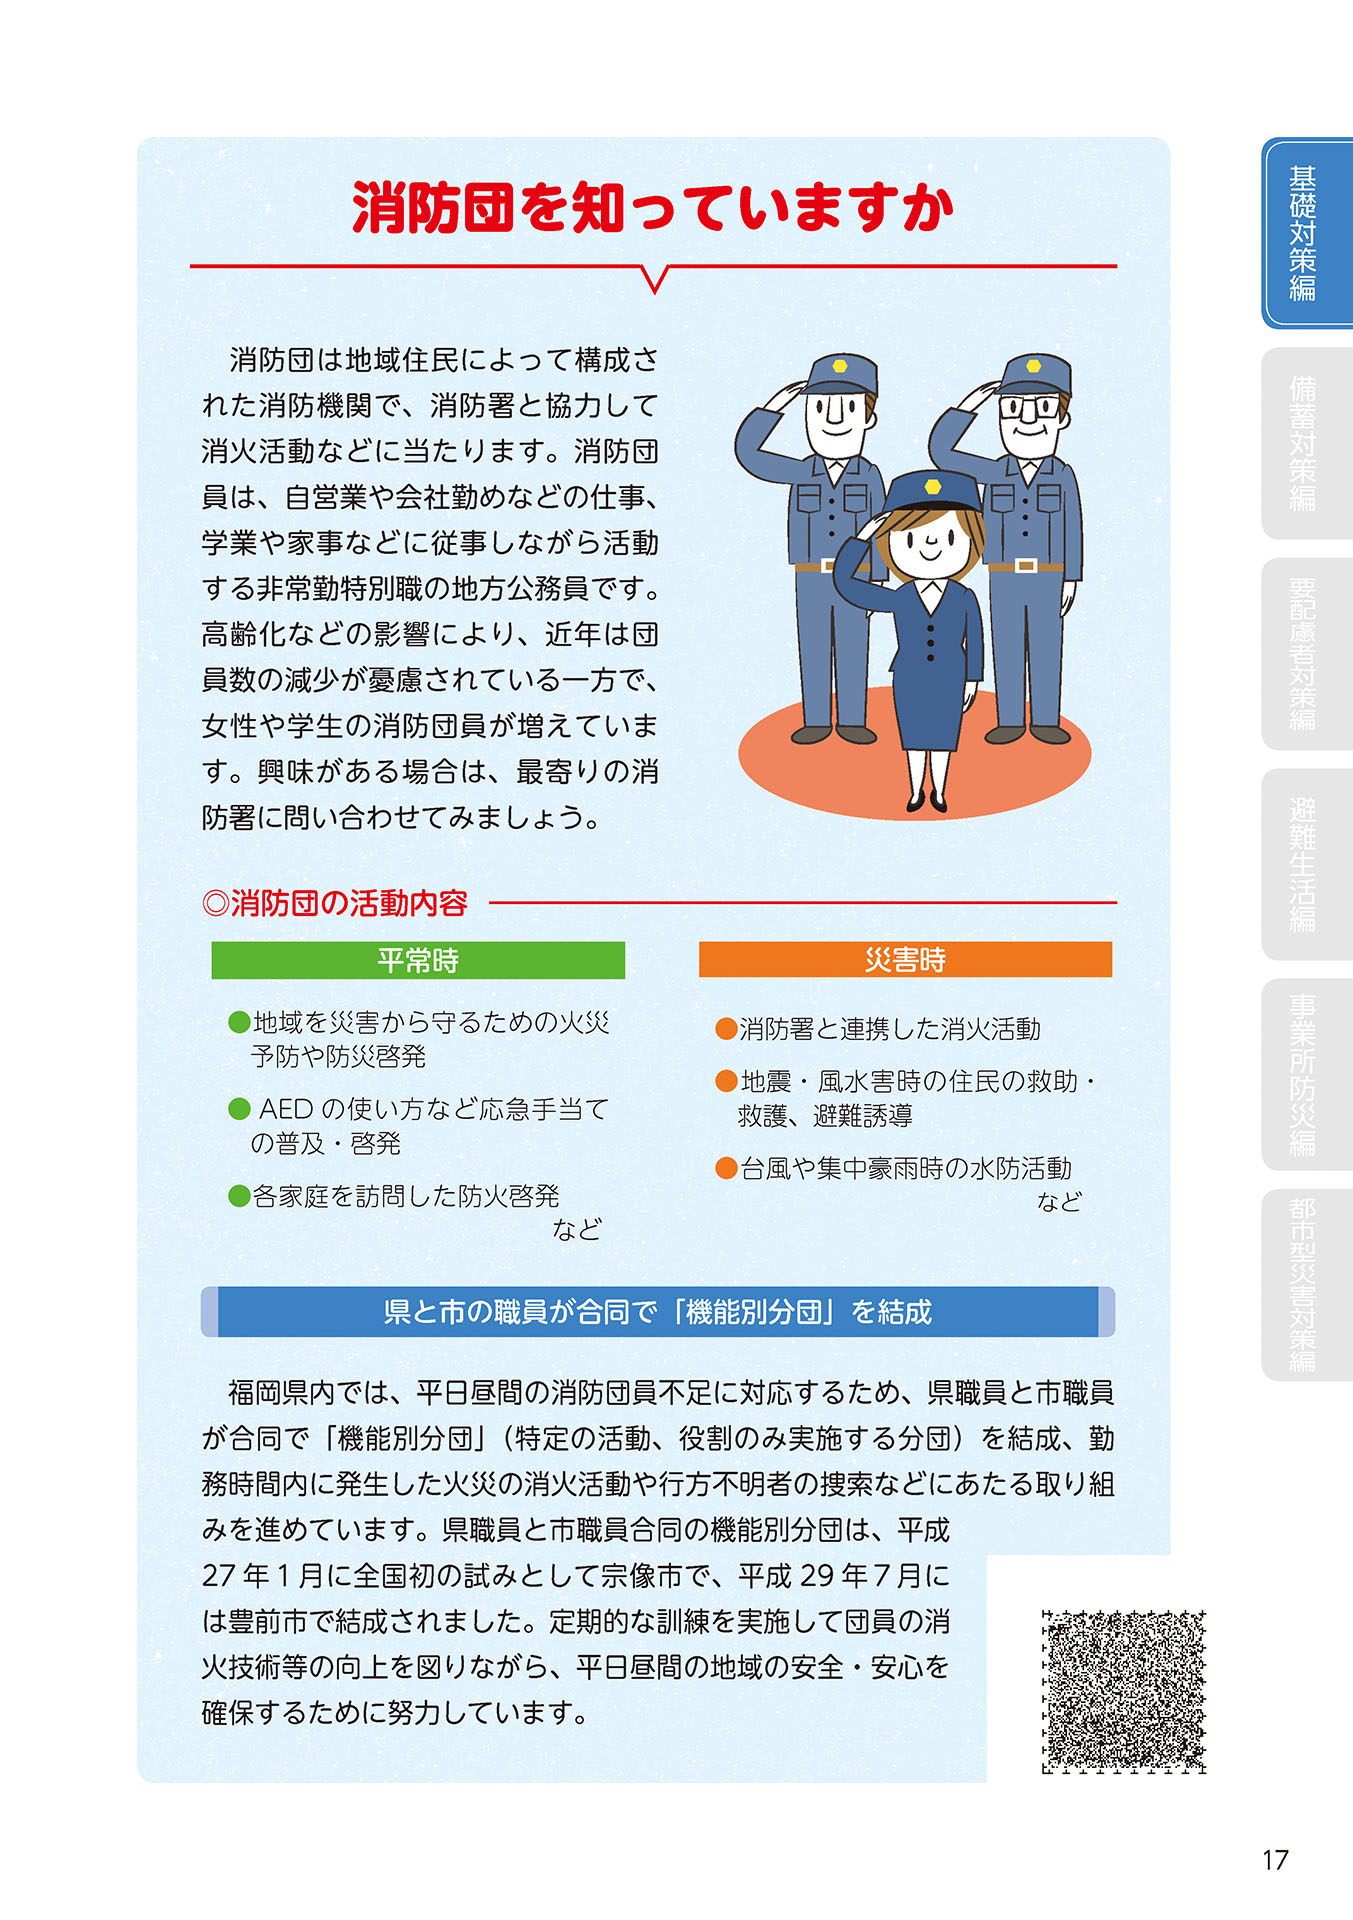 消防団を知っていますか
消防団は地域住民によって構成さ
れた消防機関で、消防署と協力して
消火活動などに当たります。消防団
員は、自営業や会社勤めなどの仕事、
学業や家事などに従事しながら活動
する非常勤特別職の地方公務員です。
高齢化などの影響により、近年は団
員数の減少が憂慮されている一方で、
女性や学生の消防団員が増えていま
す。興味がある場合は、最寄りの消
防署に問い合わせてみましょう。
◎消防団の活動内容
平常時
●地域を災害から守るための火災
予防や防災啓発
●AEDの使い方など応急手当て
の普及・啓発
●各家庭を訪問した防火啓発
など
災害時
●消防署と連携した消火活動
●地震・風水害時の住民の救助・
救護、避難誘導
●台風や集中豪雨時の水防活動
など
県と市の職員が合同で「機能別分団」を結成
福岡県内では、平日昼間の消防団員不足に対応するため、県職員と市職員
が合同で「機能別分団」（特定の活動、役割のみ実施する分団）を結成、勤
務時間内に発生した火災の消火活動や行方不明者の捜索などにあたる取り組
みを進めています。県職員と市職員合同の機能別分団は、平成
27年1月に全国初の試みとして宗像市で、平成29年7月に
は豊前市で結成されました。定期的な訓練を実施して団員の消
火技術等の向上を図りながら、平日昼間の地域の安全・安心を
確保するために努力しています。
基礎対策編
備蓄対策編
要配慮者対策編
避難生活編
事業所防災編
都市型災害対策編
17